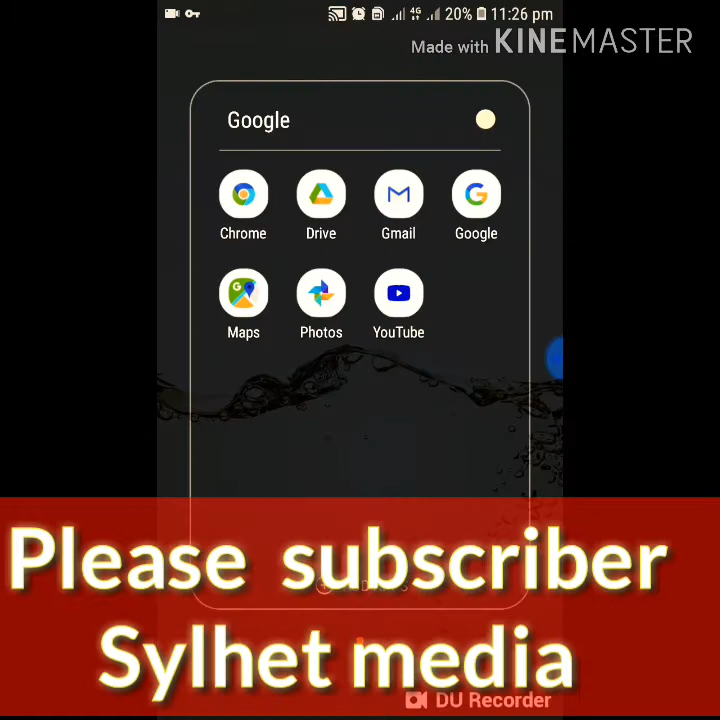 4G 20% 11:26 pm
Made with KINEMASTER
Google
Chrome Drive Gmail Google
Maps Photos YouTube
Please subscriber
Sylhet media
DU Recorder